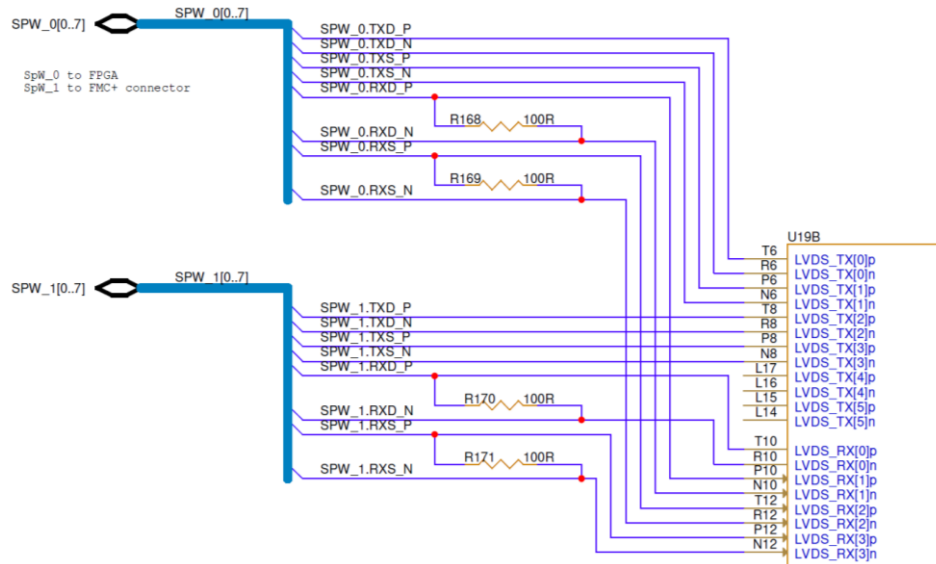 SPW_0[0..7]
SPW_0[0..7]
SpW_0 to FPGA
SpW_1 to FMC+ connector
SPW_0.TXD_P
SPW_0.TXD_N
SPW_0.TXS_P
SPW_0.TXS_N
SPW_0.RXD_P
R168 100R
SPW_0.RXD_N
SPW_0.RXS_P
R169 100R
SPW_0.RXS_N
SPW_1[0..7]
SPW_1[0..7]
SPW_1.TXD_P
SPW_1.TXD_N
SPW_1.TXS_P
SPW_1.TXS_N
SPW_1.RXD_P
R170 100R
SPW_1.RXD_N
SPW_1.RXS_P
R171 100R
SPW_1.RXS_N
U19B
T6 LVDS_TX[0]p
R6 LVDS_TX[0]n
P6 LVDS_TX[1]p
N6 LVDS_TX[1]n
T8 LVDS_TX[2]p
R8 LVDS_TX[2]n
P8 LVDS_TX[3]p
N8 LVDS_TX[3]n
L17 LVDS_TX[4]p
L16 LVDS_TX[4]n
L15 LVDS_TX[5]p
L14 LVDS_TX[5]n
T10 LVDS_RX[0]p
R10 LVDS_RX[0]n
P10 LVDS_RX[1]p
N10 LVDS_RX[1]n
T12 LVDS_RX[2]p
R12 LVDS_RX[2]n
P12 LVDS_RX[3]p
N12 LVDS_RX[3]n